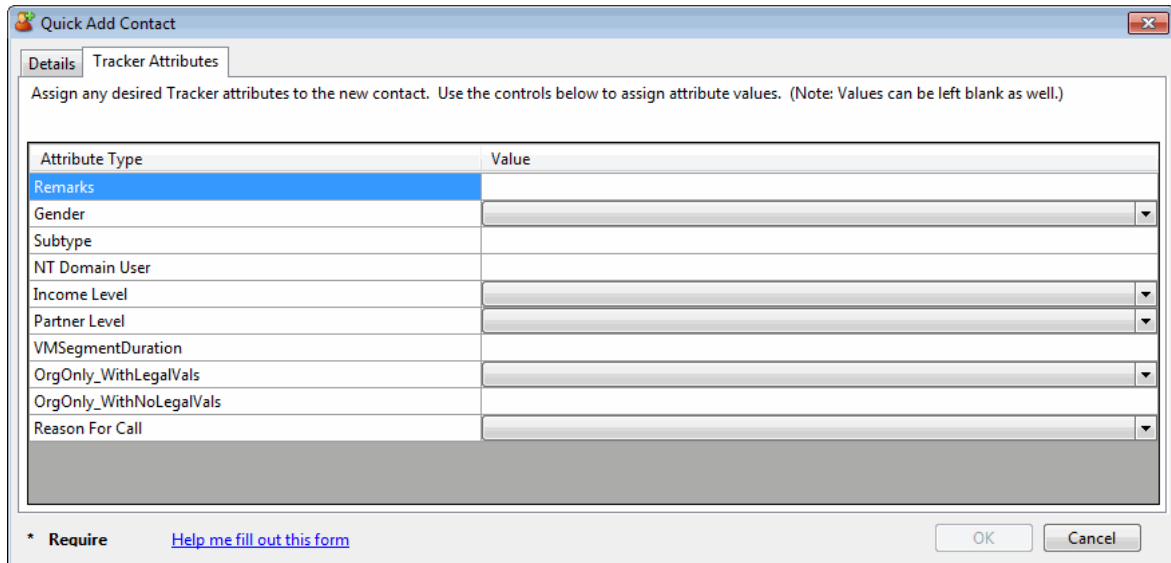 Quick Add Contact
Details Tracker Attributes
Assign any desired Tracker attributes to the new contact. Use the controls below to assign attribute values. (Note: Values can be left blank as well.)
Attribute Type Value
Remarks
Gender
Subtype
NT Domain User
Income Level
Partner Level
VMSegmentDuration
OrgOnly_WithLegalVals
OrgOnly_WithNoLegalVals
Reason For Call
* Require Help me fill out this form OK Cancel